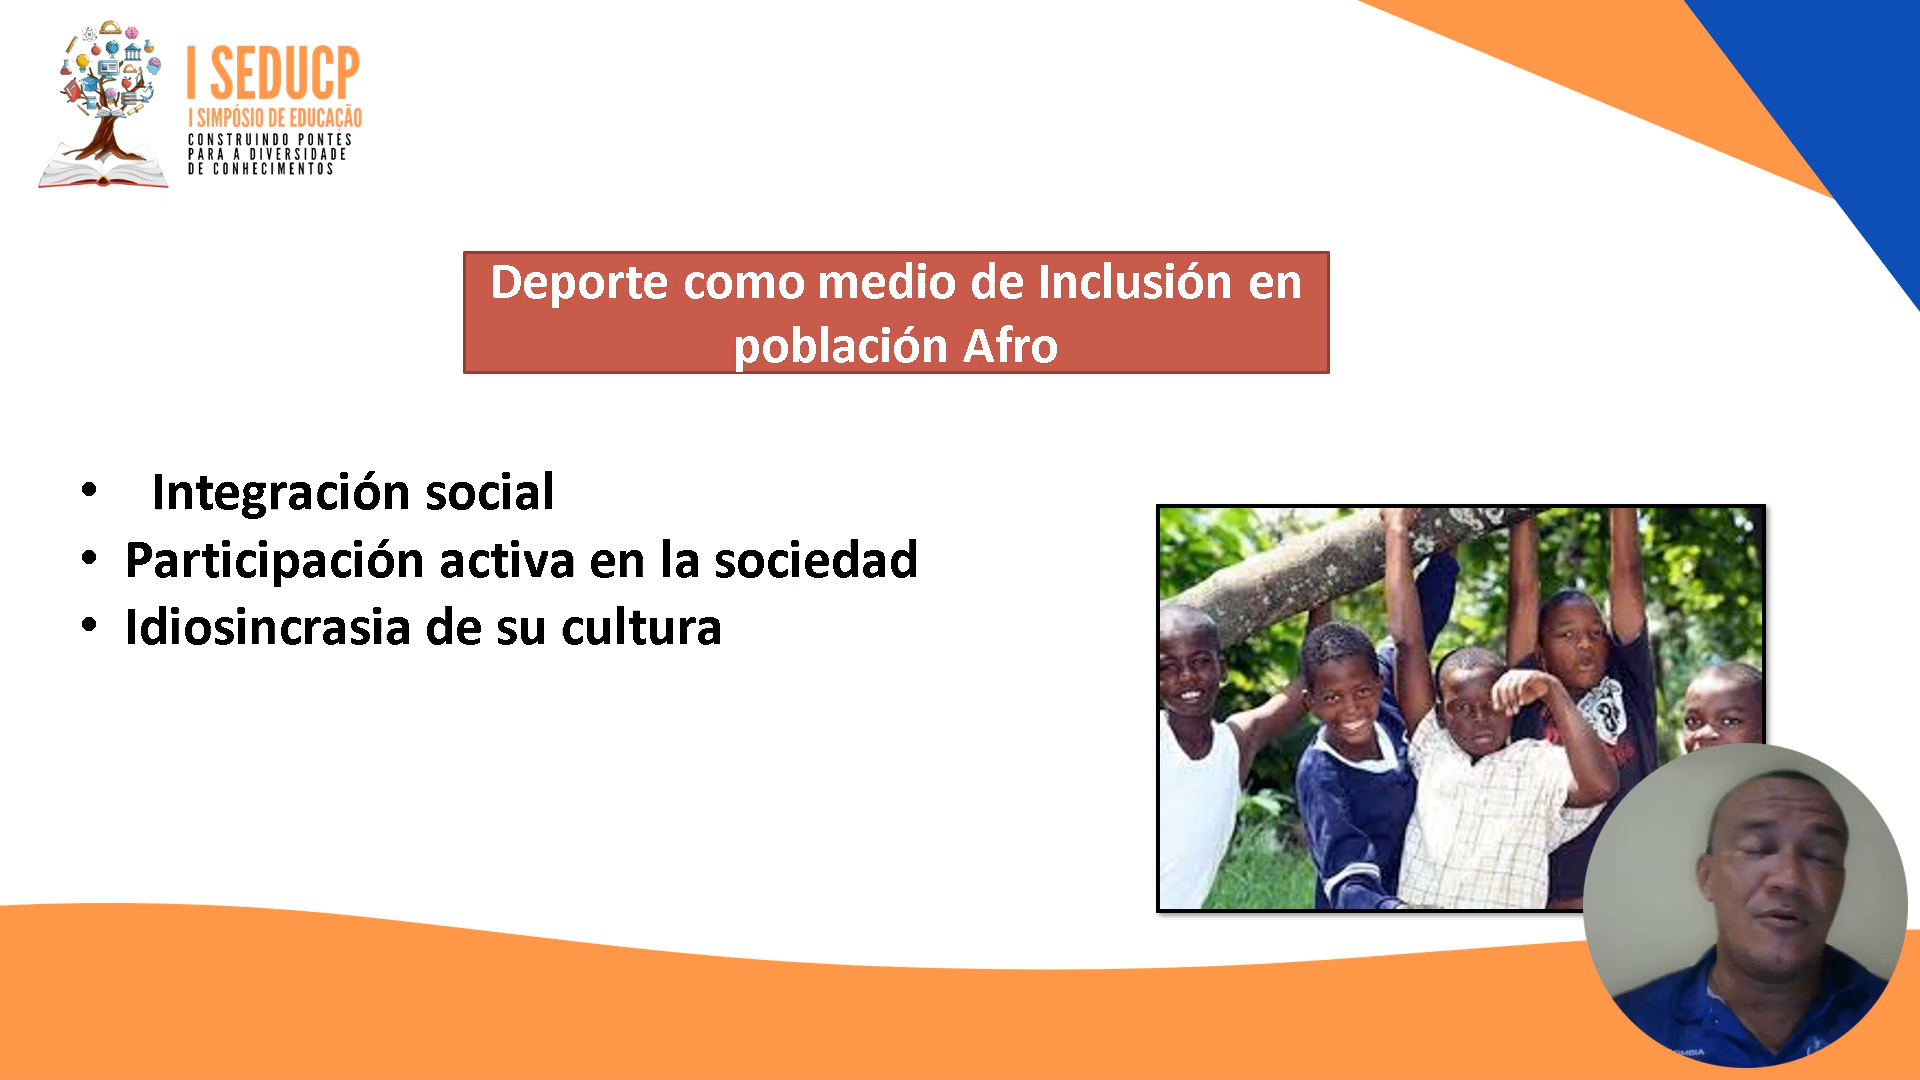 I SEDUCP
I SIMPÓSIO DE EDUCAÇÃO
CONSTRUINDO PONTES
PARA A DIVERSIDADE
DE CONHECIMENTOS
Deporte como medio de Inclusión en
población Afro
• Integración social
• Participación activa en la sociedad
• Idiosincrasia de su cultura